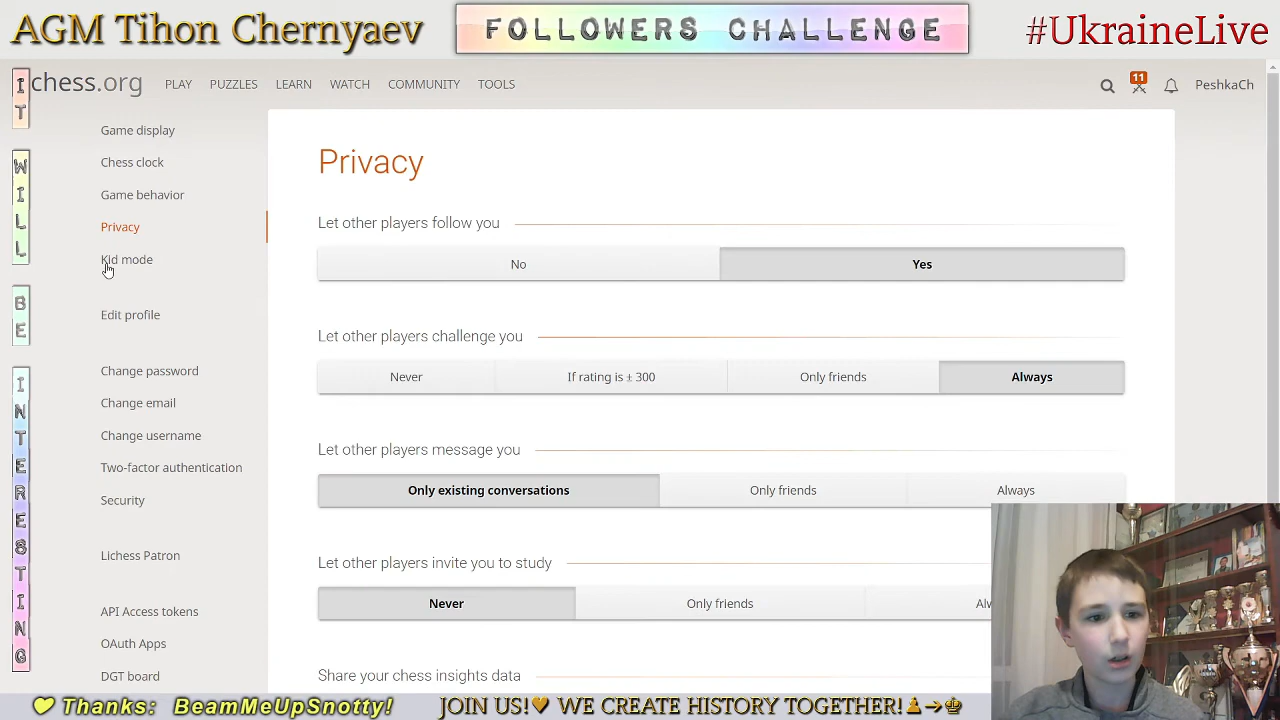 AGM Tihon Chernyaev
FOLLOWERS CHALLENGE
#UkraineLive
IT
WILL
BE
INTERESTING
chess.org
PLAY
PUZZLES
LEARN
WATCH
COMMUNITY
TOOLS
11
PeshkaCh
Game display
Chess clock
Game behavior
Privacy
Kid mode
Edit profile
Change password
Change email
Change username
Two-factor authentication
Security
Lichess Patron
API Access tokens
OAuth Apps
DGT board
Privacy
Let other players follow you
No
Yes
Let other players challenge you
Never
If rating is ± 300
Only friends
Always
Let other players message you
Only existing conversations
Only friends
Always
Let other players invite you to study
Never
Only friends
Share your chess insights data
Thanks: BeamMeUpSnotty!
JOIN US!🧡 WE CREATE HISTORY TOGETHER!♟→♚